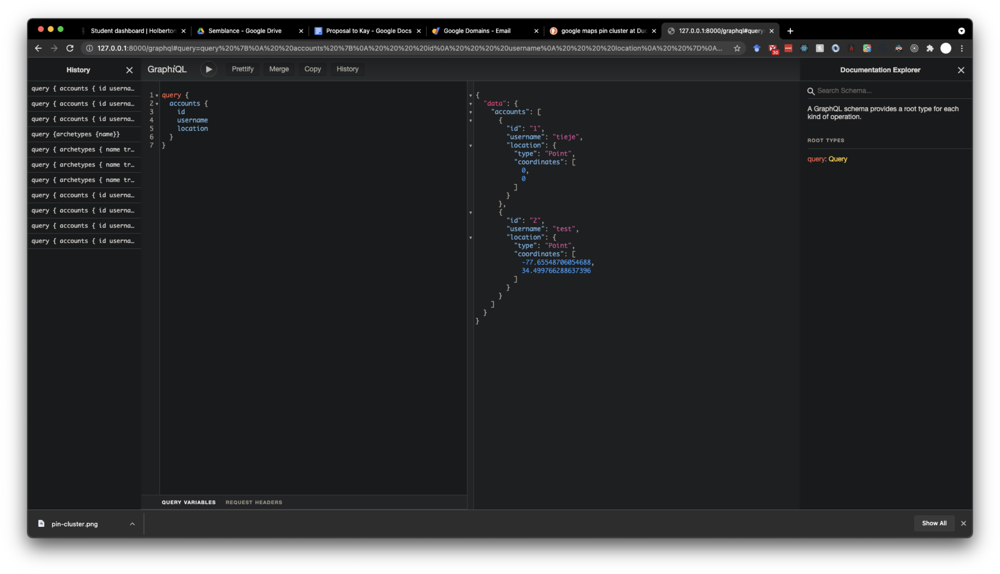 Student dashboard | Holberton
Semblance - Google Drive
Proposal to Kay - Google Docs
Google Domains - Email
google maps pin cluster at Duc
127.0.0.1:8000/graphql#query
127.0.0.1:8000/graphql#query=query%20%7B%0A%20%20accounts%20%7B%0A%20%20%20%20id%0A%20%20%20%20username%0A%20%20%20%20location%0A%20%20%7D%0A...
30
History
GraphiQL
Prettify
Merge
Copy
History
Documentation Explorer
query { accounts { id userna…
query { accounts { id userna…
query { accounts { id userna…
query {archetypes {name}}
query { archetypes { name tr…
query { archetypes { name tr…
query { archetypes { name tr…
query { accounts { id userna…
query { accounts { id userna…
query { accounts { id userna…
query { accounts { id userna…
1 query {
2 accounts {
3 id
4 username
5 location
6 }
7 }
{
"data": {
"accounts": [
{
"id": "1",
"username": "tieje",
"location": {
"type": "Point",
"coordinates": [
0,
0
]
}
},
{
"id": "2",
"username": "test",
"location": {
"type": "Point",
"coordinates": [
-77.65548706054688,
34.499766288637396
]
}
}
]
}
}
Search Schema...
A GraphQL schema provides a root type for each
kind of operation.
ROOT TYPES
query: Query
QUERY VARIABLES
REQUEST HEADERS
pin-cluster.png
Show All